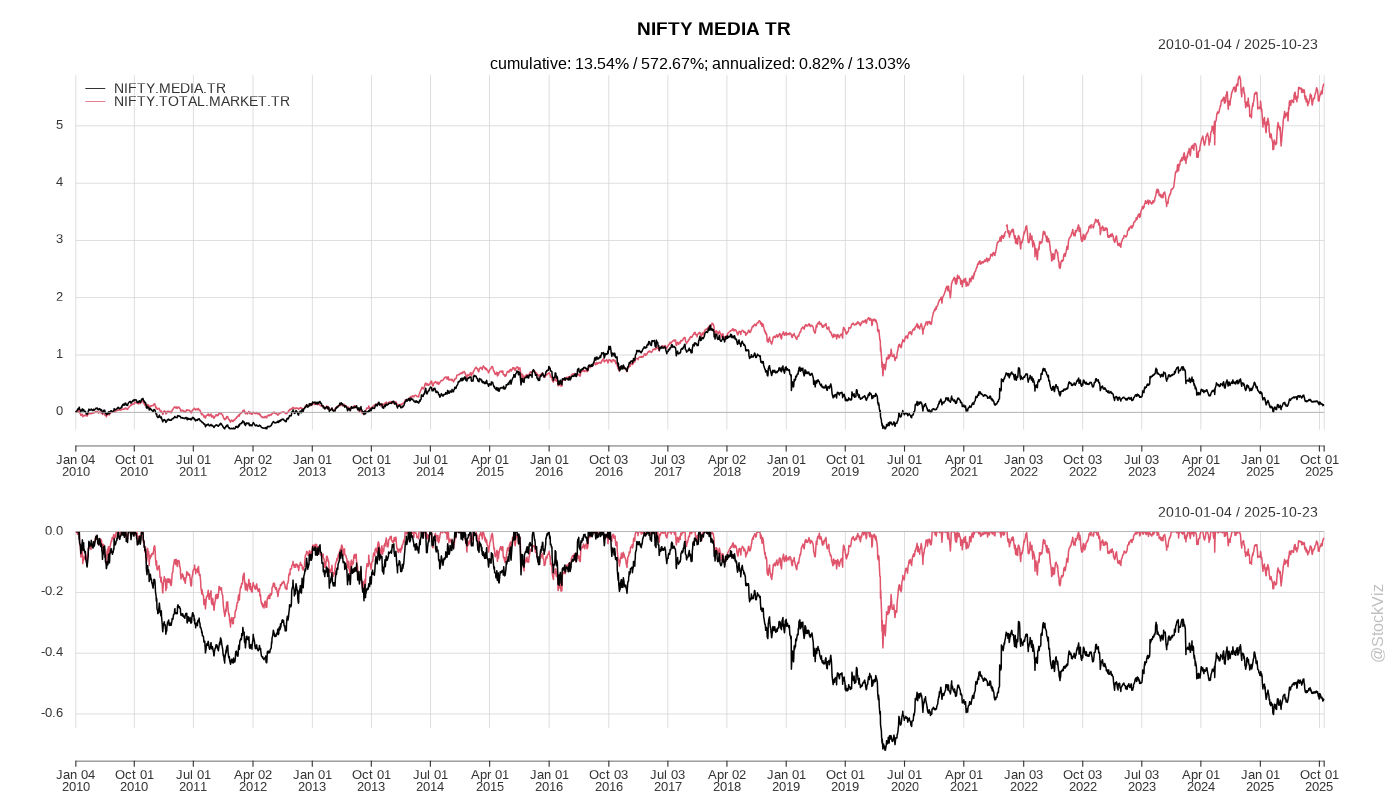 NIFTY MEDIA TR
2010-01-04 / 2025-10-23
cumulative: 13.54% / 572.67%; annualized: 0.82% / 13.03%
NIFTY.MEDIA.TR
NIFTY.TOTAL.MARKET.TR
5
4
3
2
1
0
Jan 04 Oct 01 Jul 01 Apr 02 Jan 01 Oct 01 Jul 01 Apr 01 Jan 01 Oct 03 Jul 03 Apr 02 Jan 01 Oct 01 Jul 01 Apr 01 Jan 03 Oct 03 Jul 03 Apr 01 Jan 01 Oct 01
2010 2010 2011 2012 2013 2013 2014 2015 2016 2016 2017 2018 2019 2019 2020 2021 2022 2022 2023 2024 2025 2025
2010-01-04 / 2025-10-23
0.0
-0.2
-0.4
-0.6
Jan 04 Oct 01 Jul 01 Apr 02 Jan 01 Oct 01 Jul 01 Apr 01 Jan 01 Oct 03 Jul 03 Apr 02 Jan 01 Oct 01 Jul 01 Apr 01 Jan 03 Oct 03 Jul 03 Apr 01 Jan 01 Oct 01
2010 2010 2011 2012 2013 2013 2014 2015 2016 2016 2017 2018 2019 2019 2020 2021 2022 2022 2023 2024 2025 2025
@StockViz